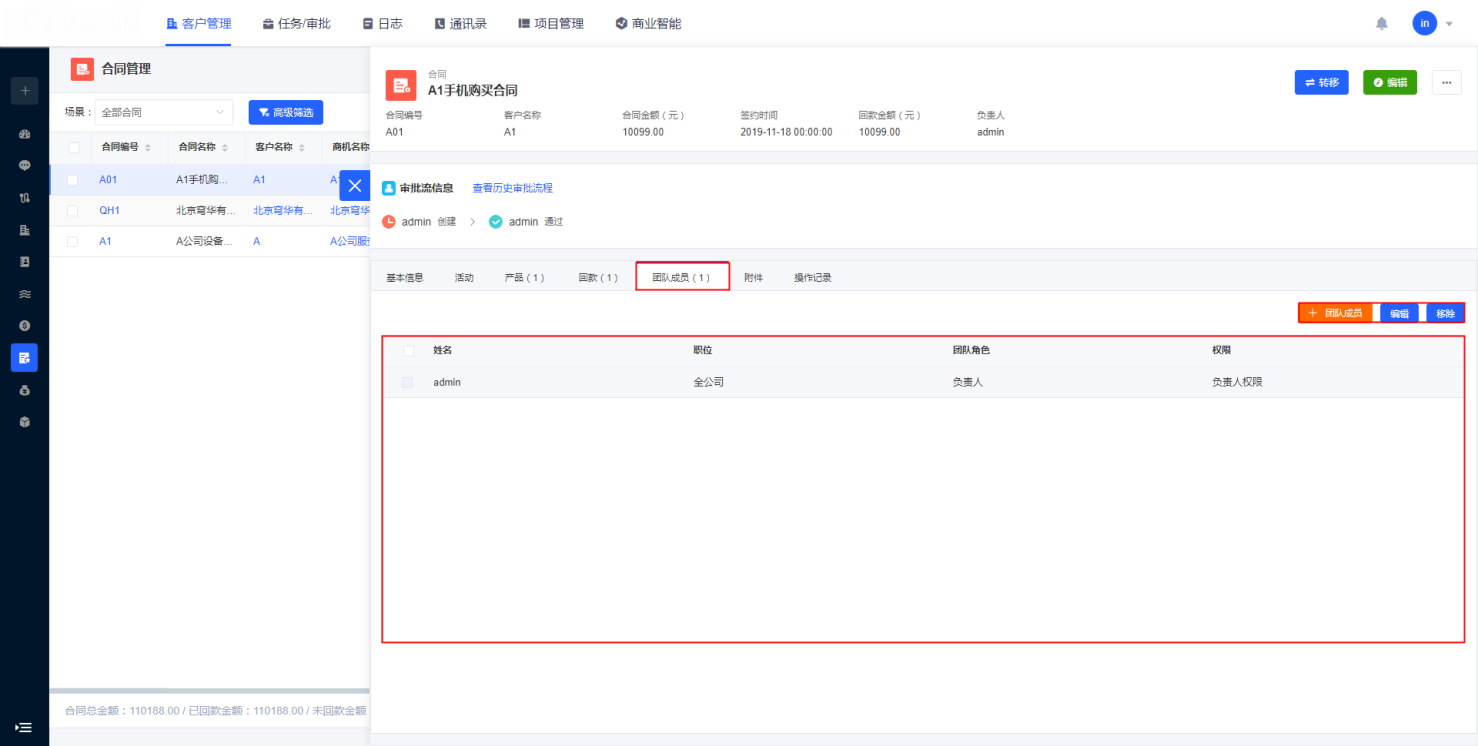 客户管理 任务/审批 日志 通讯录 项目管理 商业智能 in
合同管理
场景： 全部合同 高级筛选
合同编号 合同名称 客户名称 商机名称
A01 A1手机购... A1 A
QH1 北京穹华有... 北京穹华有... 北京穹华
A1 A公司设备... A A公司服务
合同总金额：110188.00 / 已回款金额：110188.00 / 未回款金额
合同
A1手机购买合同
转移 编辑 ...
合同编号 客户名称 合同金额（元） 签约时间 回款金额（元） 负责人
A01 A1 10099.00 2019-11-18 00:00:00 10099.00 admin
审批流信息 查看历史审批流程
admin 创建 > admin 通过
基本信息 活动 产品（1） 回款（1） 团队成员（1） 附件 操作记录
+ 团队成员 编辑 移除
姓名 职位 团队角色 权限
admin 全公司 负责人 负责人权限